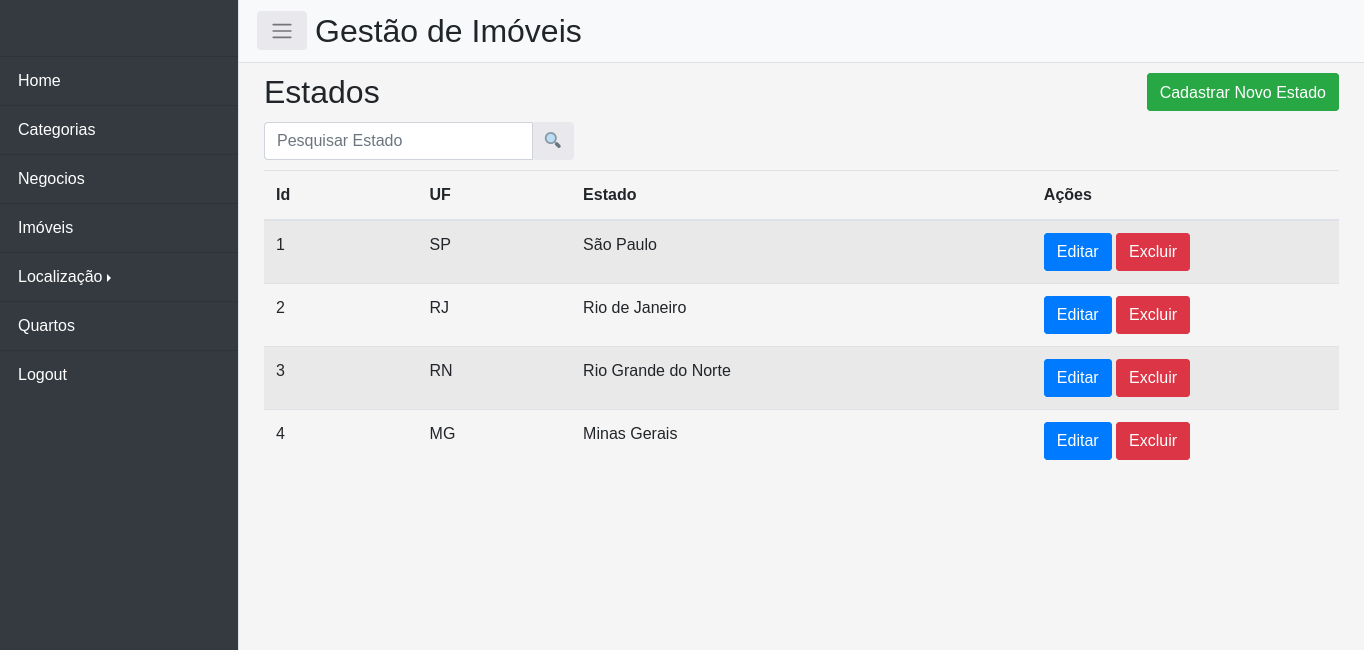 Gestão de Imóveis
Home
Categorias
Negocios
Imóveis
Localização
Quartos
Logout
Estados
Cadastrar Novo Estado
Pesquisar Estado
Id UF Estado Ações
1 SP São Paulo Editar Excluir
2 RJ Rio de Janeiro Editar Excluir
3 RN Rio Grande do Norte Editar Excluir
4 MG Minas Gerais Editar Excluir